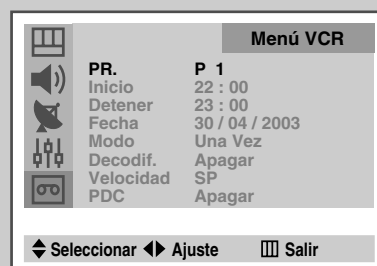 Menú VCR
PR. P 1
Inicio 22 : 00
Detener 23 : 00
Fecha 30 / 04 / 2003
Modo Una Vez
Decodif. Apagar
Velocidad SP
PDC Apagar
Seleccionar Ajuste Salir